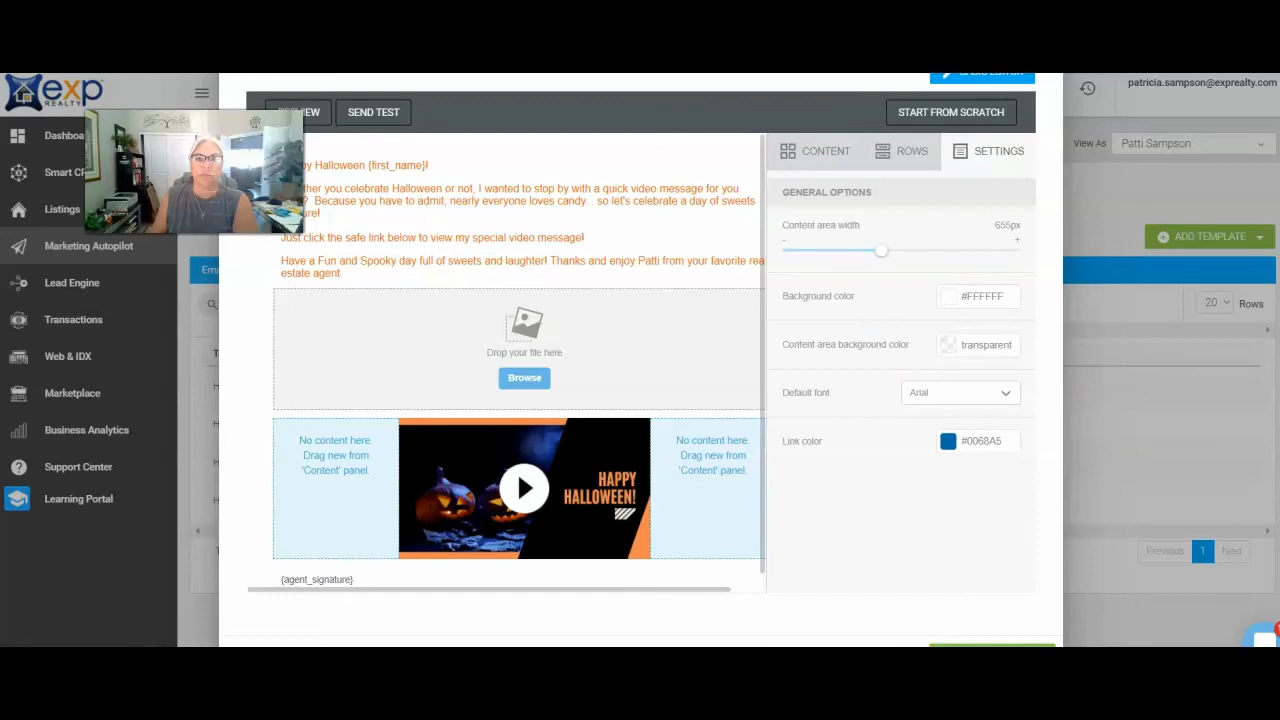 exp
REALTY
patricia.sampson@exprealty.com
SEND TEST
START FROM SCRATCH
Dashboa
Smart C
Listings
Marketing Autopilot
Lead Engine
Transactions
Web & IDX
Marketplace
Business Analytics
Support Center
Learning Portal
Halloween {first_name}!
you celebrate Halloween or not, I wanted to stop by with a quick video message for you
Because you have to admit, nearly everyone loves candy... so let's celebrate a day of sweets
Just click the safe link below to view my special video message!
Have a Fun and Spooky day full of sweets and laughter! Thanks and enjoy Patti from your favorite rea
estate agent.
Drop your file here
Browse
No content here.
Drag new from
'Content' panel.
HAPPY
HALLOWEEN!
No content here.
Drag new from
'Content' panel.
{agent_signature}
CONTENT
ROWS
SETTINGS
GENERAL OPTIONS
Content area width
655px
-
+
Background color
#FFFFFF
Content area background color
transparent
Default font
Arial
Link color
#0068A5
View As
Patti Sampson
ADD TEMPLATE
20
Rows
Previous
1
Next